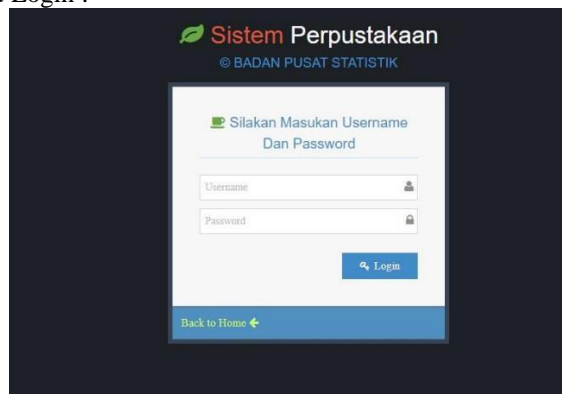 Login :
Sistem Perpustakaan
© BADAN PUSAT STATISTIK
Silakan Masukan Username
Dan Password
Username
Password
Login
Back to Home